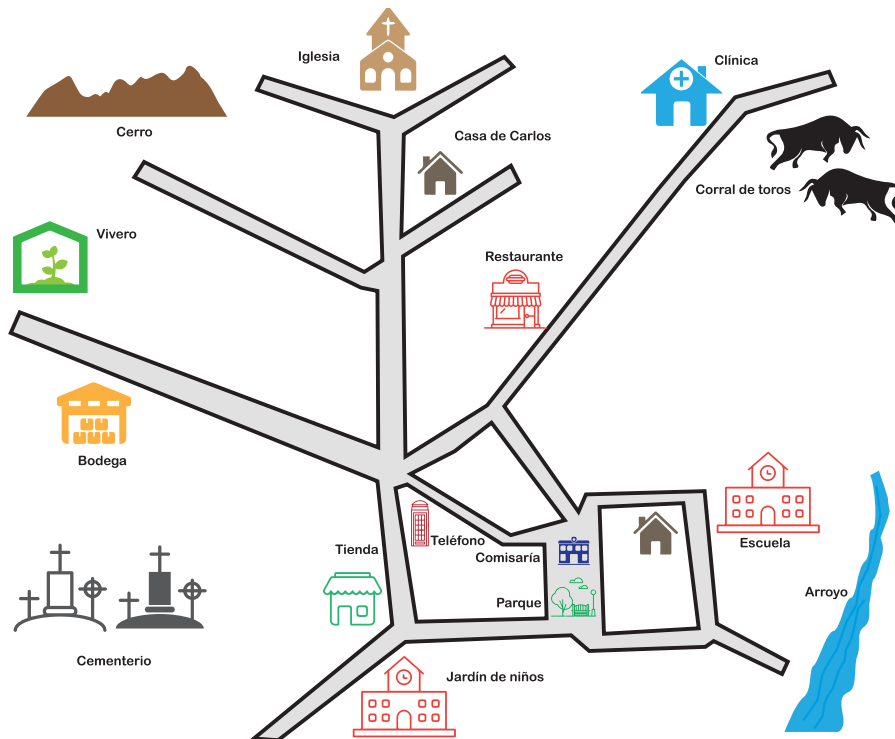 Iglesia
Clínica
Cerro
Casa de Carlos
Corral de toros
Vivero
Restaurante
Bodega
Teléfono
Escuela
Tienda
Comisaría
Arroyo
Parque
Cementerio
Jardín de niños